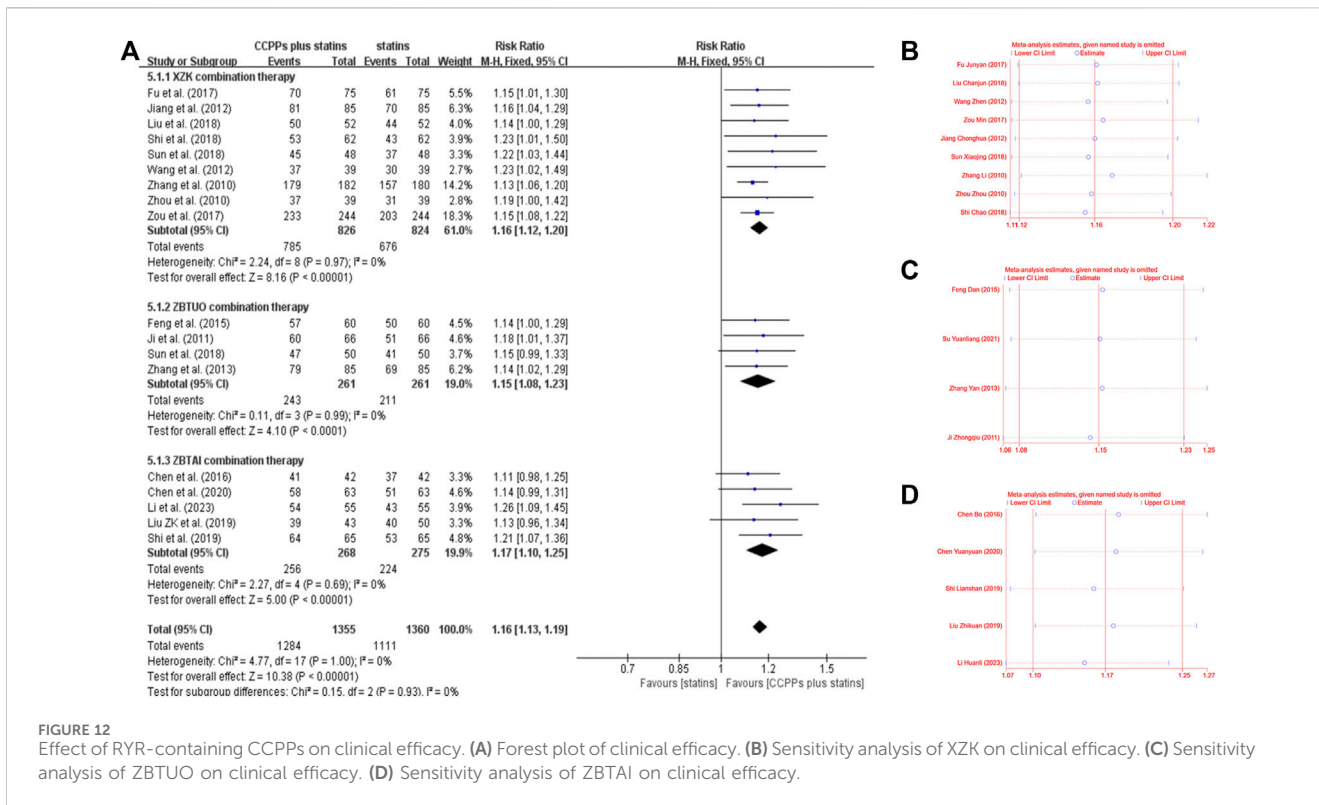 A
CCPPs plus statins statins Risk Ratio Risk Ratio
Study or Subgroup Events Total Events Total Weight M-H, Fixed, 95% CI M-H, Fixed, 95% CI
5.1.1 XZK combination therapy
Fu et al. (2017) 70 75 61 75 5.5% 1.15 [1.01, 1.30]
Jiang et al. (2012) 81 85 70 85 6.3% 1.16 [1.04, 1.29]
Liu et al. (2018) 50 52 44 52 4.0% 1.14 [1.00, 1.29]
Shi et al. (2018) 53 62 43 62 3.9% 1.23 [1.01, 1.50]
Sun et al. (2018) 45 48 37 48 3.3% 1.22 [1.03, 1.44]
Wang et al. (2012) 37 39 30 39 2.7% 1.23 [1.02, 1.49]
Zhang et al. (2010) 179 182 157 180 14.2% 1.13 [1.06, 1.20]
Zhou et al. (2010) 37 39 31 39 2.8% 1.19 [1.00, 1.42]
Zou et al. (2017) 233 244 203 244 18.3% 1.15 [1.08, 1.22]
Subtotal (95% CI) 826 824 61.0% 1.16 [1.12, 1.20]
Total events 785 676
Heterogeneity: Chi² = 2.24, df = 8 (P = 0.97); I² = 0%
Test for overall effect: Z = 8.16 (P < 0.00001)
5.1.2 ZBTUO combination therapy
Feng et al. (2015) 57 60 50 60 4.5% 1.14 [1.00, 1.29]
Ji et al. (2011) 60 66 51 66 4.6% 1.18 [1.01, 1.37]
Sun et al. (2018) 47 50 41 50 3.7% 1.15 [0.99, 1.33]
Zhang et al. (2013) 79 85 69 85 6.2% 1.14 [1.02, 1.29]
Subtotal (95% CI) 261 261 19.0% 1.15 [1.08, 1.23]
Total events 243 211
Heterogeneity: Chi² = 0.11, df = 3 (P = 0.99); I² = 0%
Test for overall effect: Z = 4.10 (P < 0.0001)
5.1.3 ZBTAI combination therapy
Chen et al. (2016) 41 42 37 42 3.3% 1.11 [0.98, 1.25]
Chen et al. (2020) 58 63 51 63 4.6% 1.14 [0.99, 1.31]
Li et al. (2023) 54 55 43 55 3.9% 1.26 [1.09, 1.45]
Liu ZK et al. (2019) 39 43 40 50 3.3% 1.13 [0.96, 1.34]
Shi et al. (2019) 64 65 53 65 4.8% 1.21 [1.07, 1.36]
Subtotal (95% CI) 268 275 19.9% 1.17 [1.10, 1.25]
Total events 256 224
Heterogeneity: Chi² = 2.27, df = 4 (P = 0.69); I² = 0%
Test for overall effect: Z = 5.00 (P < 0.00001)
Total (95% CI) 1355 1360 100.0% 1.16 [1.13, 1.19]
Total events 1284 1111
Heterogeneity: Chi² = 4.77, df = 17 (P = 1.00); I² = 0%
Test for overall effect: Z = 10.38 (P < 0.00001)
Test for subgroup differences: Chi² = 0.15. df = 2 (P = 0.93). I² = 0%
0.7 0.85 1 1.2 1.5
Favours [statins] Favours [CCPPs plus statins]
B
Meta-analysis estimates, given named study is omitted
Lower CI Limit Estimate Upper CI Limit
Fu Junyan (2017)
Liu Chanjun (2018)
Wang Zhen (2012)
Zou Min (2017)
Jiang Chonghua (2012)
Sun Xiaojing (2018)
Zhang Li (2010)
Zhou Zhou (2010)
Shi Chao (2018)
1.11 1.12 1.16 1.20 1.22
C
Meta-analysis estimates, given named study is omitted
Lower CI Limit Estimate Upper CI Limit
Feng Dan (2015)
Su Yuanliang (2021)
Zhang Yan (2013)
Ji Zhongqiu (2011)
1.06 1.08 1.15 1.23 1.25
D
Meta-analysis estimates, given named study is omitted
Lower CI Limit Estimate Upper CI Limit
Chen Bo (2016)
Chen Yuanyuan (2020)
Shi Lianshan (2019)
Liu Zhikuan (2019)
Li Huanli (2023)
1.07 1.10 1.17 1.25 1.27
FIGURE 12
Effect of RYR-containing CCPPs on clinical efficacy. (A) Forest plot of clinical efficacy. (B) Sensitivity analysis of XZK on clinical efficacy. (C) Sensitivity
analysis of ZBTUO on clinical efficacy. (D) Sensitivity analysis of ZBTAI on clinical efficacy.